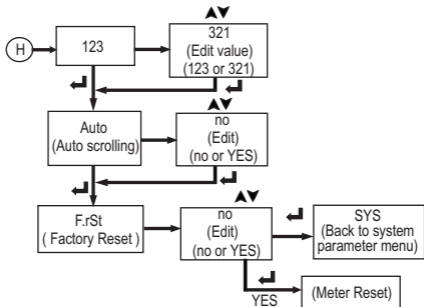 H
123
321
(Edit value)
(123 or 321)
Auto
(Auto scrolling)
no
(Edit)
(no or YES)
F.rSt
( Factory Reset )
no
(Edit)
(no or YES)
SYS
(Back to system
parameter menu)
YES
(Meter Reset)